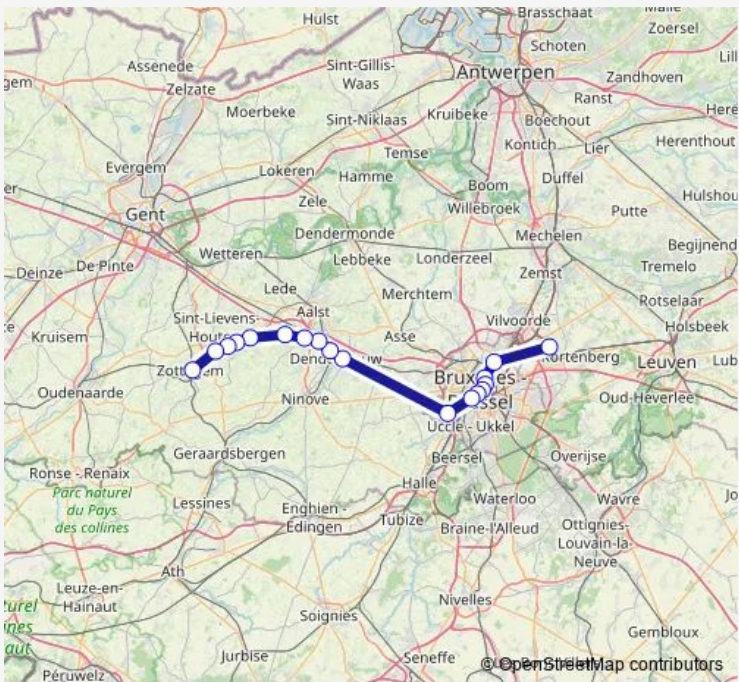 Brasschaat
Hulst
Zoersel
Schoten
Assenede
Sint-Gillis-
Waas
Antwerpen
Zandhoven
Zelzate
Ranst
Moerbeke
Sint-Niklaas
Kruibeke
Boechout
Kontich
Lier
Herenthout
Temse
Evergem
Lokeren
Hamme
Duffel
Boom
Zele
Willebroek
Putte
Gent
Dendermonde
Mechelen
De Pinte
Wetteren
Lebbeke
Londerzeel
Deinze
Zemst
Tremelo
Lede
Merchtem
Rotselaar
Sint-Lievens-
Aalst
Vilvoorde
Holsbeek
Kruisem
Asse
Kortenberg
Leuven
Oudenaarde
Ninove
Oud-Heverlee
Uccle - Ukkel
Geraardsbergen
Beersel
Overijse
Ronse - Renaix
Halle
Parc naturel
du Pays
des collines
Lessines
Enghien -
Edingen
Tubize
Waterloo
Wavre
Braine-l'Alleud
Ottignies-
Louvain-la-
Neuve
Ath
Leuze-en-
Hainaut
Nivelles
Soignies
Gembloux
Jurbise
Seneffe
Péruwelz
© OpenStreetMap contributors